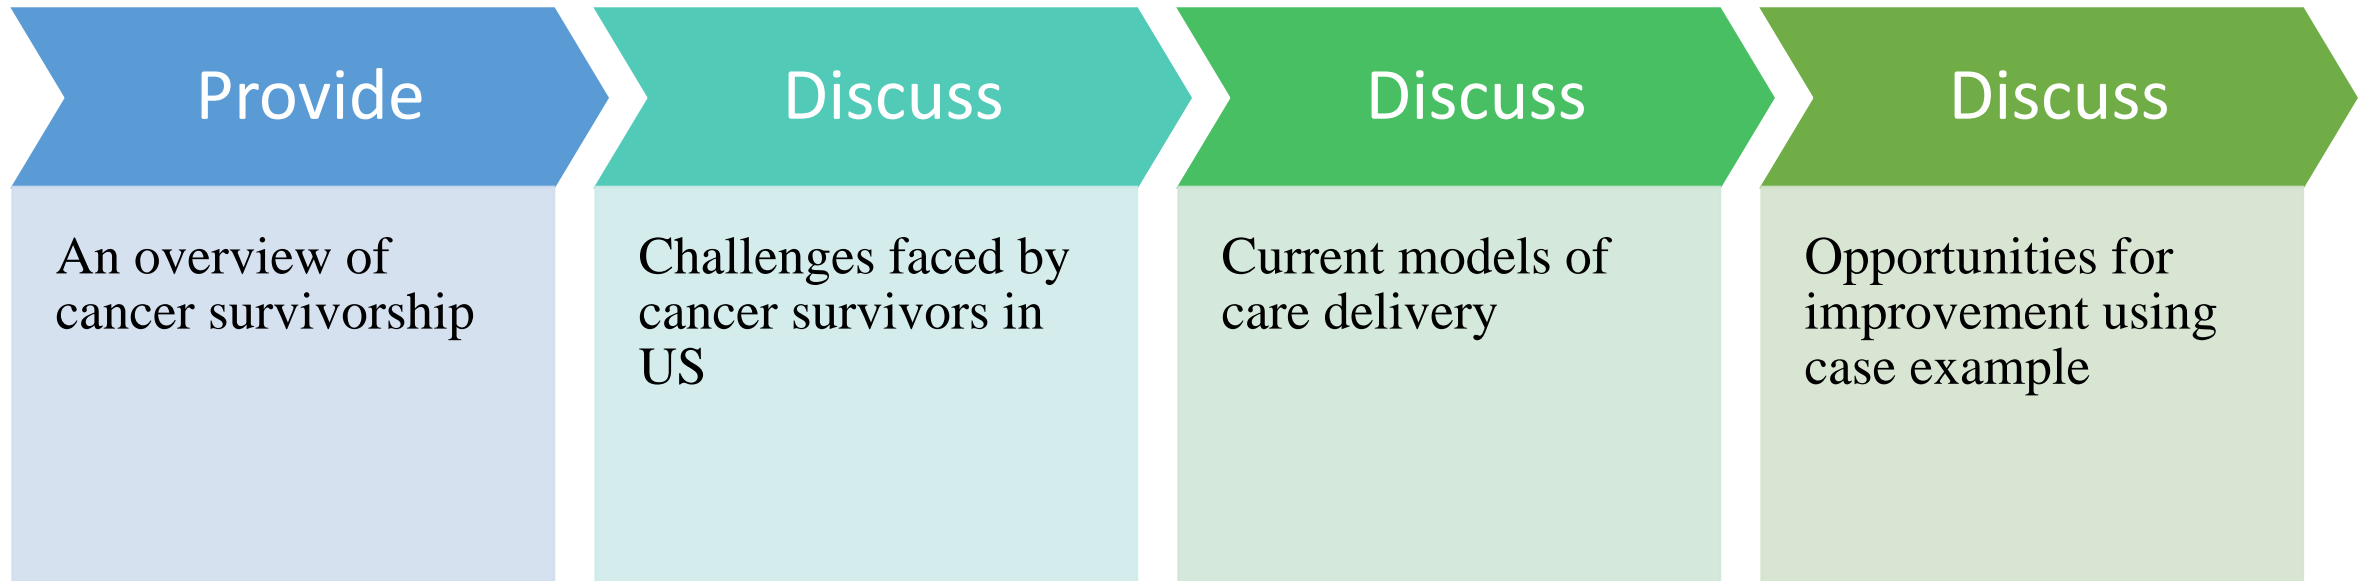 Provide
An overview of
cancer survivorship
Discuss
Challenges faced by
cancer survivors in
US
Discuss
Current models of
care delivery
Discuss
Opportunities for
improvement using
case example